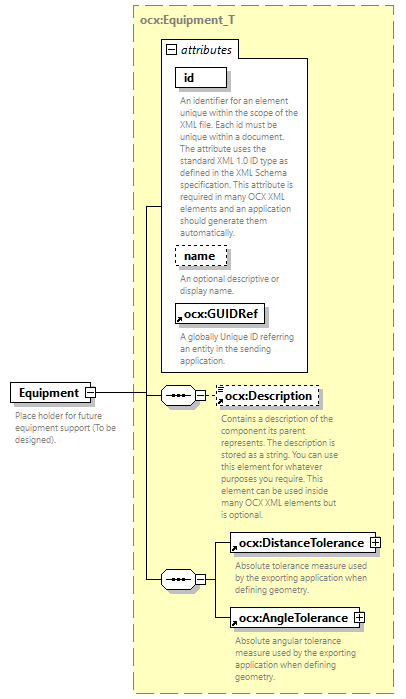 ocx:Equipment_T
attributes
id
An identifier for an element
unique within the scope of the
XML file. Each id must be
unique within a document.
The attribute uses the
standard XML 1.0 ID type as
defined in the XML Schema
specification. This attribute is
required in many OCX XML
elements and an application
should generate them
automatically.
name
An optional descriptive or
display name.
ocx:GUIDRef
A globally Unique ID referring
an entity in the sending
application.
Equipment
Place holder for future
equipment support (To be
designed).
ocx:Description
Contains a description of the
component its parent
represents. The description is
stored as a string. You can use
this element for whatever
purposes you require. This
element can be used inside
many OCX XML elements but
is optional.
ocx:DistanceTolerance
Absolute tolerance measure used
by the exporting application when
defining geometry.
ocx:AngleTolerance
Absolute angular tolerance
measure used by the exporting
application when defining
geometry.